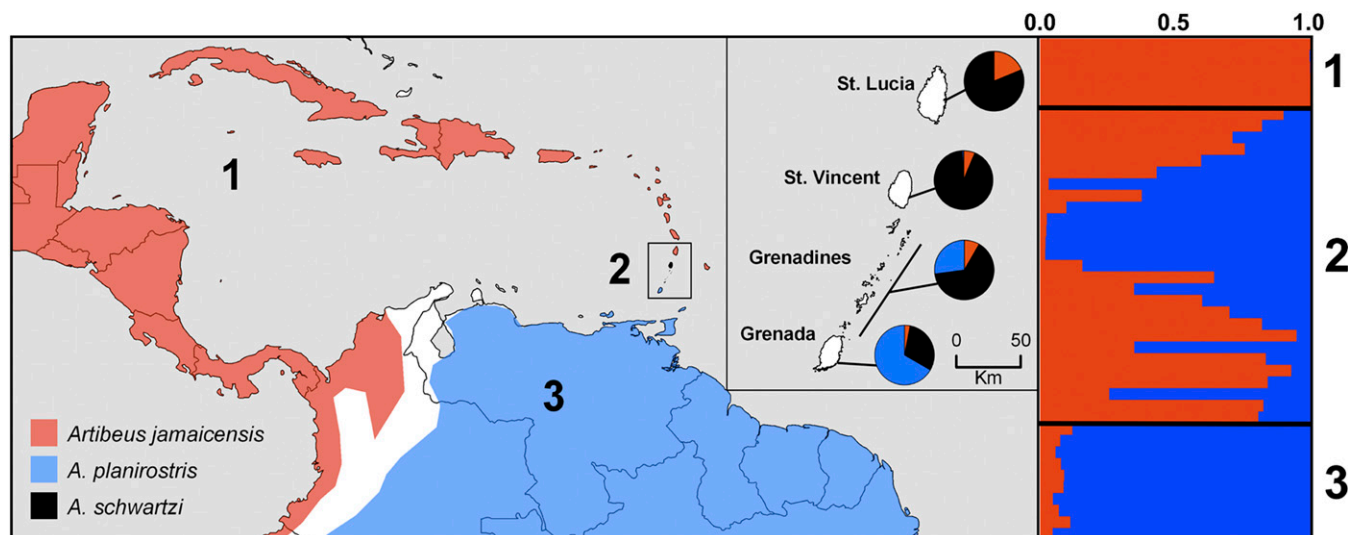 0.0 0.5 1.0
1
2
3
St. Lucia
St. Vincent
Grenadines
Grenada
0 50
Km
Artibeus jamaicensis
A. planirostris
A. schwartzi
1
2
3